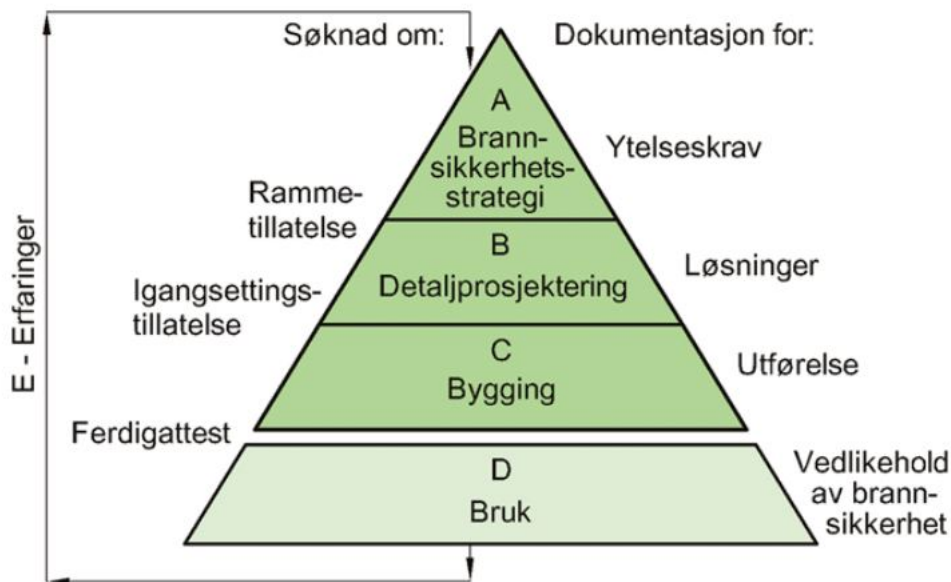 Søknad om:
Dokumentasjon for:
A
Brann-
sikkerhets-
strategi
Ytelseskrav
Ramme-
tillatelse
B
Detaljprosjektering
Løsninger
Igangsettings-
tillatelse
C
Bygging
Utførelse
Ferdigattest
D
Bruk
Vedlikehold
av brann-
sikkerhet
E - Erfaringer